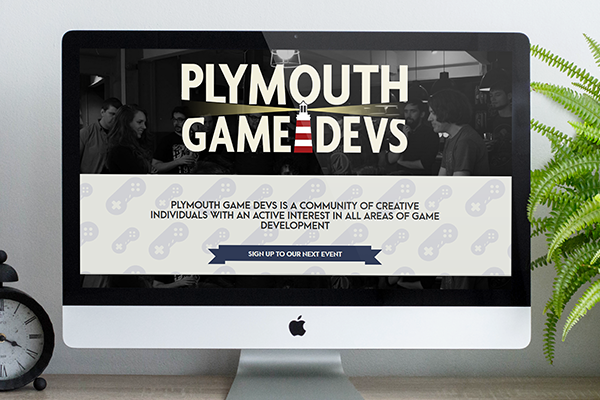 PLYMOUTH
GAME DEVS
PLYMOUTH GAME DEVS IS A COMMUNITY OF CREATIVE
INDIVIDUALS WITH AN ACTIVE INTEREST IN ALL AREAS OF GAME
DEVELOPMENT
SIGN UP TO OUR NEXT EVENT